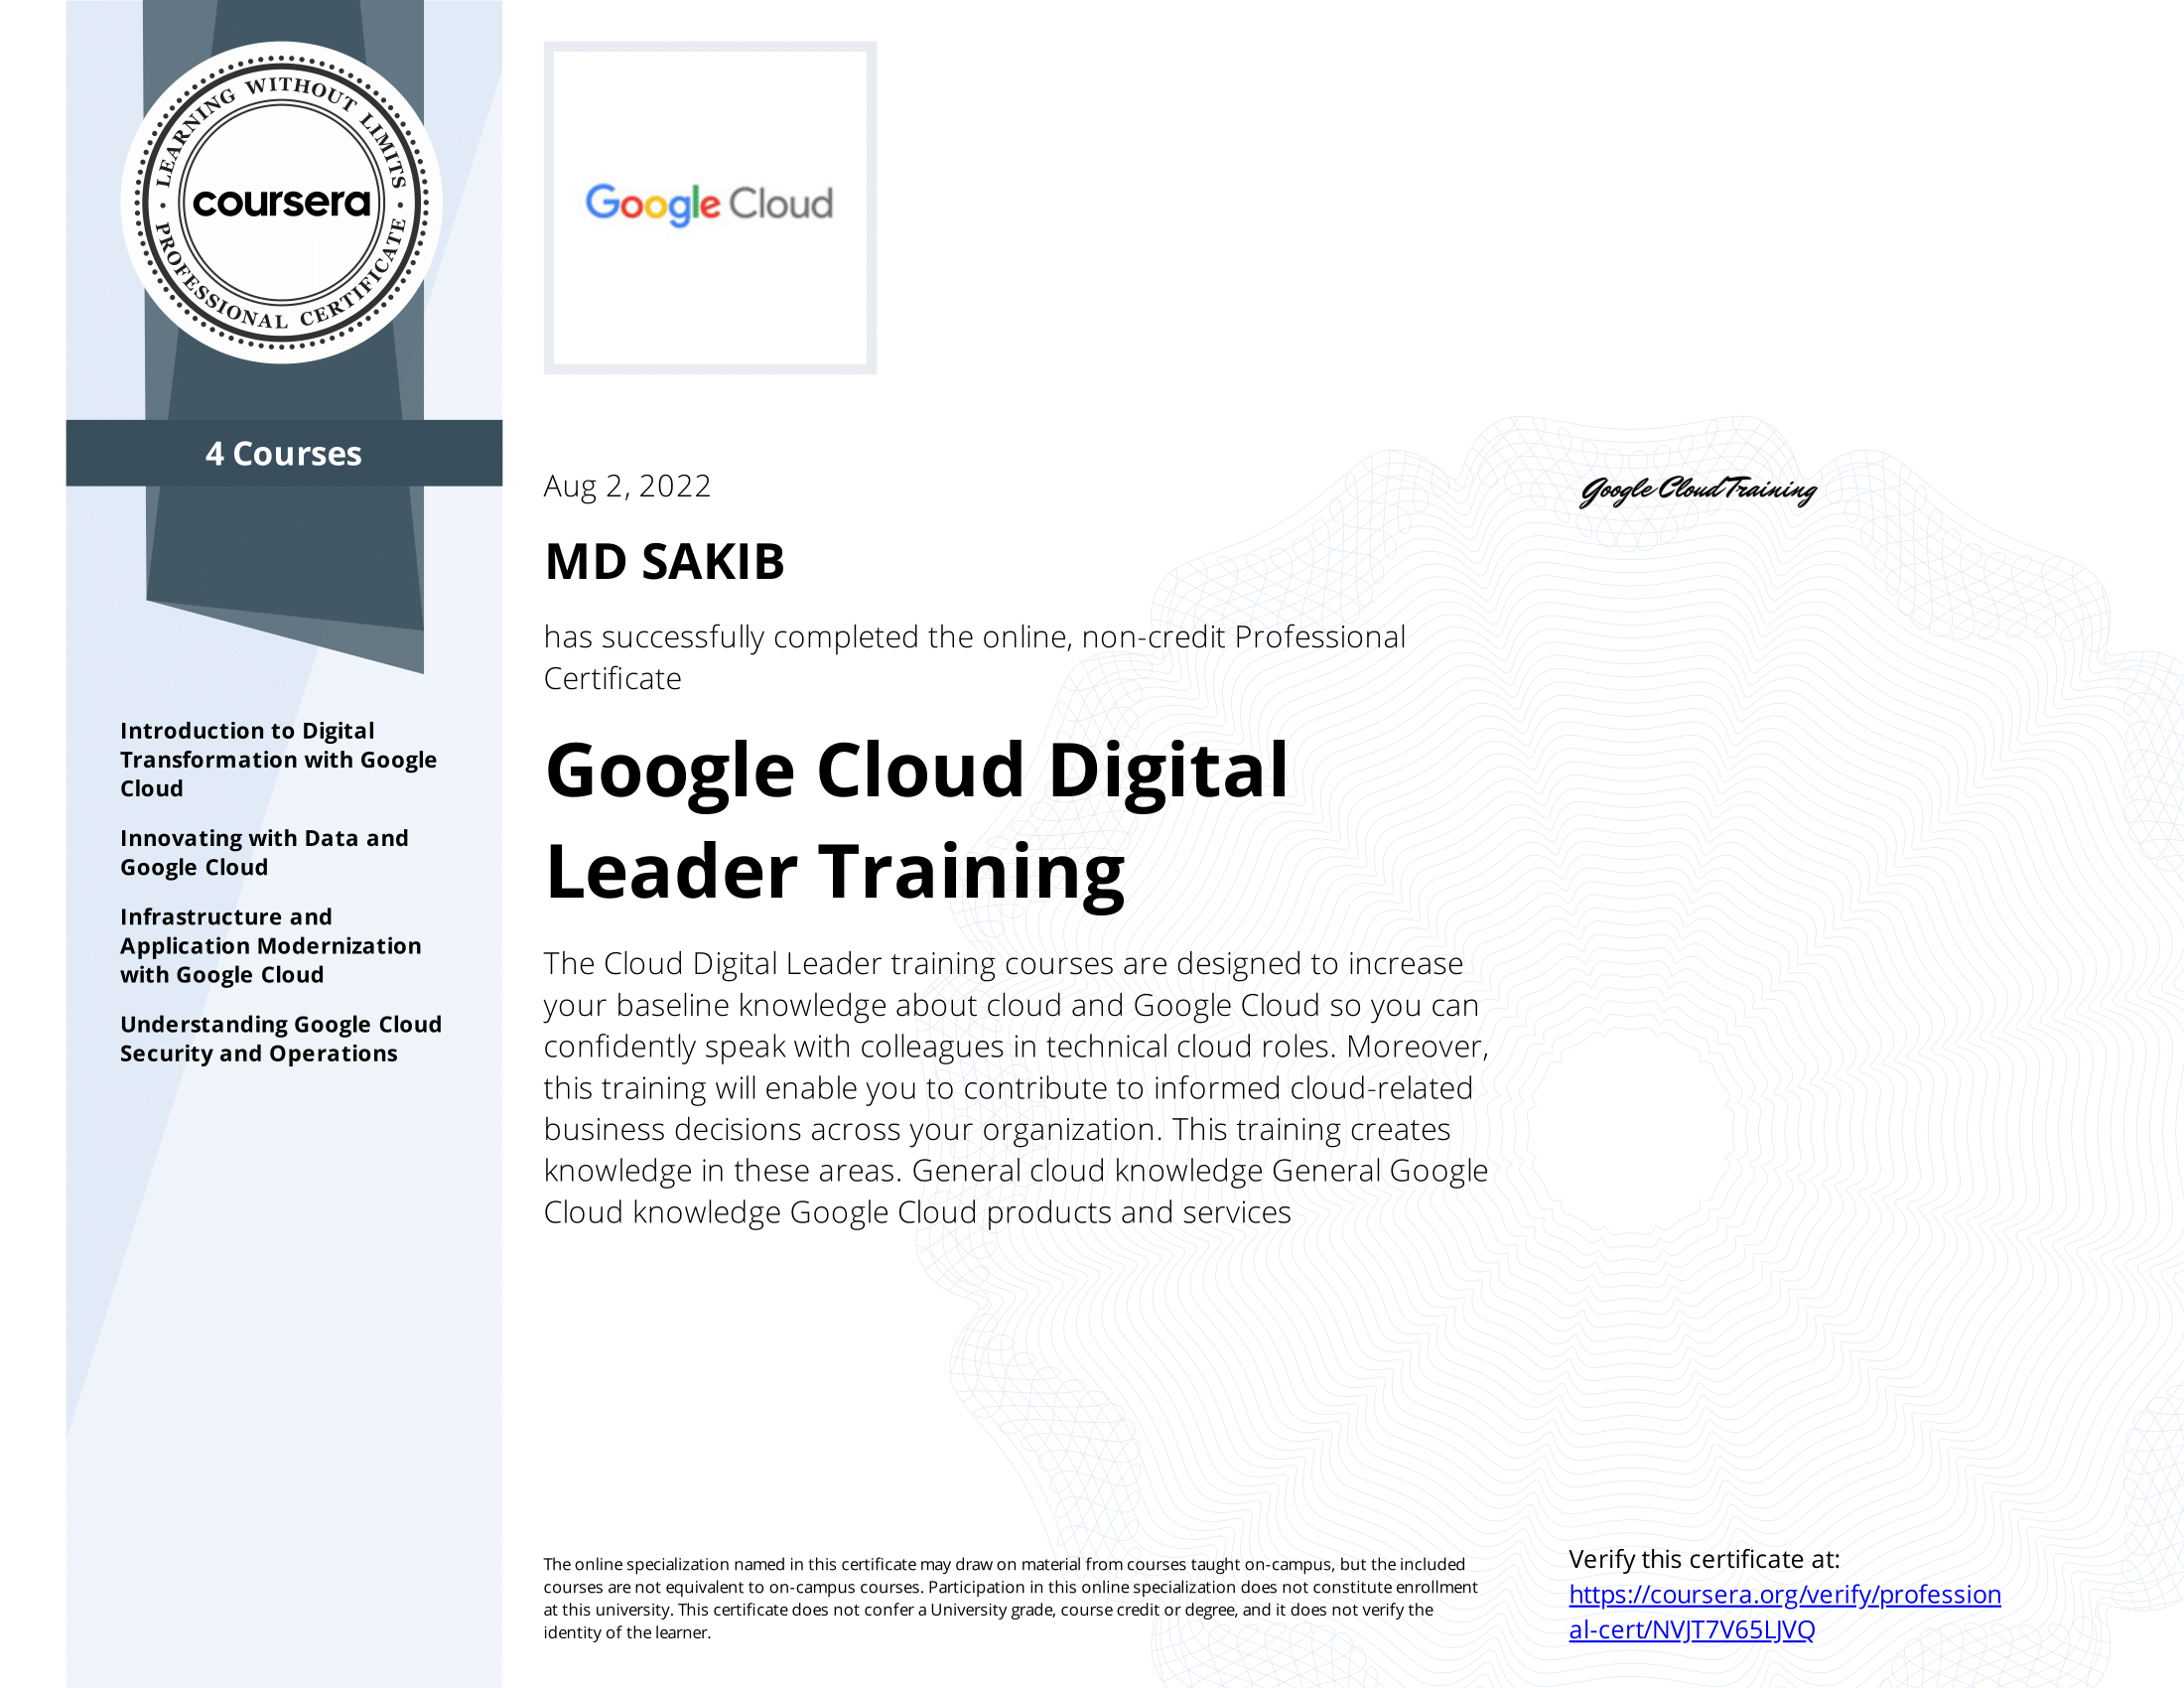 LEARNING WITHOUT LIMITS
coursera
PROFESSIONAL CERTIFICATE
4 Courses
Introduction to Digital
Transformation with Google
Cloud
Innovating with Data and
Google Cloud
Infrastructure and
Application Modernization
with Google Cloud
Understanding Google Cloud
Security and Operations
Google Cloud
Aug 2, 2022
Google Cloud Training
MD SAKIB
has successfully completed the online, non-credit Professional
Certificate
Google Cloud Digital
Leader Training
The Cloud Digital Leader training courses are designed to increase
your baseline knowledge about cloud and Google Cloud so you can
confidently speak with colleagues in technical cloud roles. Moreover,
this training will enable you to contribute to informed cloud-related
business decisions across your organization. This training creates
knowledge in these areas. General cloud knowledge General Google
Cloud knowledge Google Cloud products and services
The online specialization named in this certificate may draw on material from courses taught on-campus, but the included
courses are not equivalent to on-campus courses. Participation in this online specialization does not constitute enrollment
at this university. This certificate does not confer a University grade, course credit or degree, and it does not verify the
identity of the learner.
Verify this certificate at:
https://coursera.org/verify/profession
al-cert/NVJT7V65LJVQ